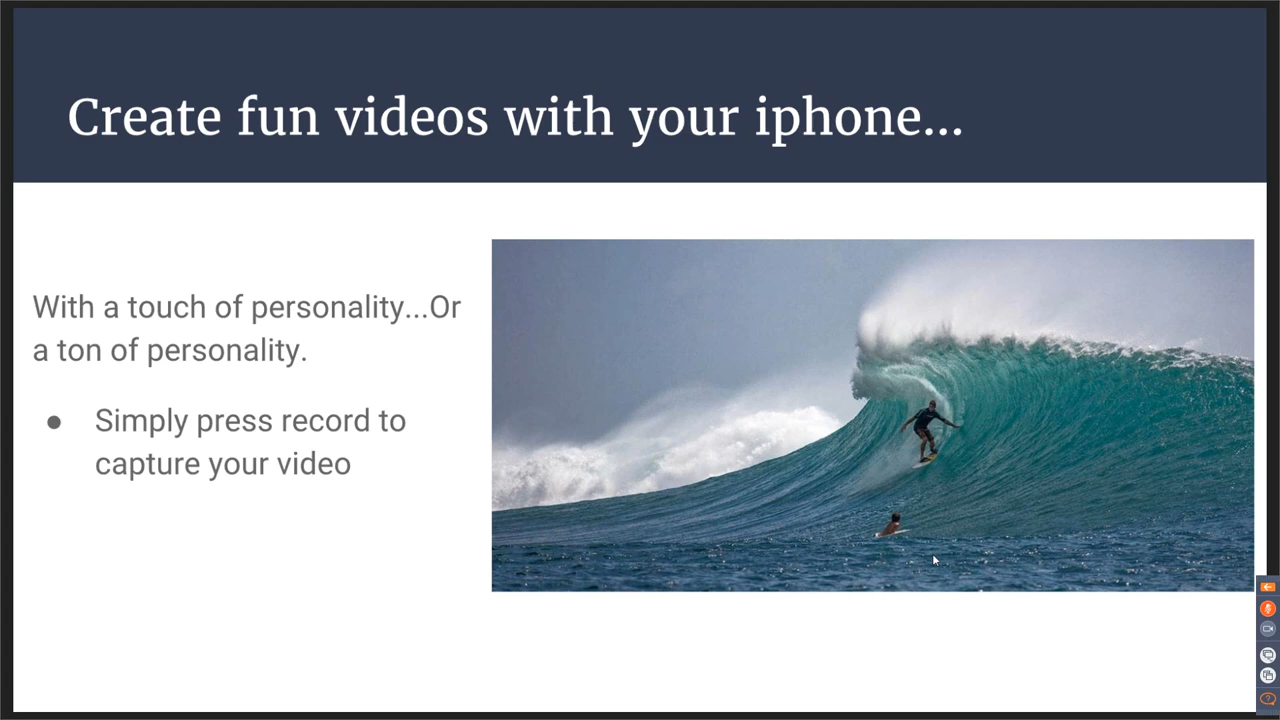 Create fun videos with your iphone...
With a touch of personality...Or
a ton of personality.
● Simply press record to
capture your video